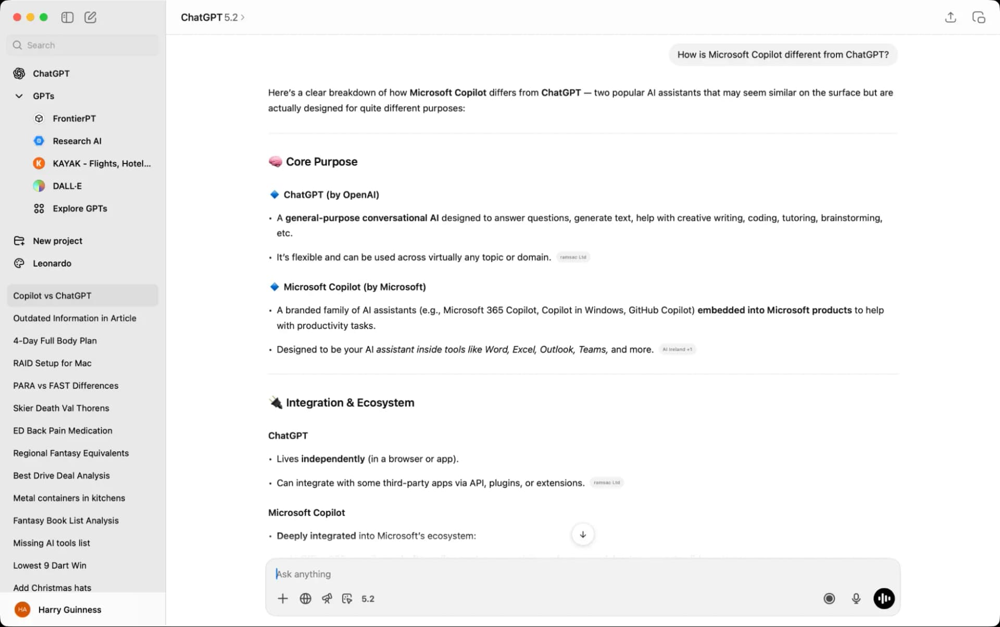 ChatGPT 5.2 >
Search
ChatGPT
GPTs
FrontierPT
Research AI
K
KAYAK - Flights, Hotel...
DALL·E
Explore GPTs
New project
Leonardo
Copilot vs ChatGPT
Outdated Information in Article
4-Day Full Body Plan
RAID Setup for Mac
PARA vs FAST Differences
Skier Death Val Thorens
ED Back Pain Medication
Regional Fantasy Equivalents
Best Drive Deal Analysis
Metal containers in kitchens
Fantasy Book List Analysis
Missing AI tools list
Lowest 9 Dart Win
Add Christmas hats
HA
Harry Guinness
How is Microsoft Copilot different from ChatGPT?
Here's a clear breakdown of how Microsoft Copilot differs from ChatGPT — two popular AI assistants that may seem similar on the surface but are
actually designed for quite different purposes:
🧠 Core Purpose
🔹 ChatGPT (by OpenAI)
• A general-purpose conversational AI designed to answer questions, generate text, help with creative writing, coding, tutoring, brainstorming,
etc.
• It's flexible and can be used across virtually any topic or domain. ramsac Ltd
🔹 Microsoft Copilot (by Microsoft)
• A branded family of AI assistants (e.g., Microsoft 365 Copilot, Copilot in Windows, GitHub Copilot) embedded into Microsoft products to help
with productivity tasks.
• Designed to be your AI assistant inside tools like Word, Excel, Outlook, Teams, and more. AI Ireland +1
🔌 Integration & Ecosystem
ChatGPT
• Lives independently (in a browser or app).
• Can integrate with some third-party apps via API, plugins, or extensions. ramsac Ltd
Microsoft Copilot
• Deeply integrated into Microsoft's ecosystem:
Ask anything
5.2